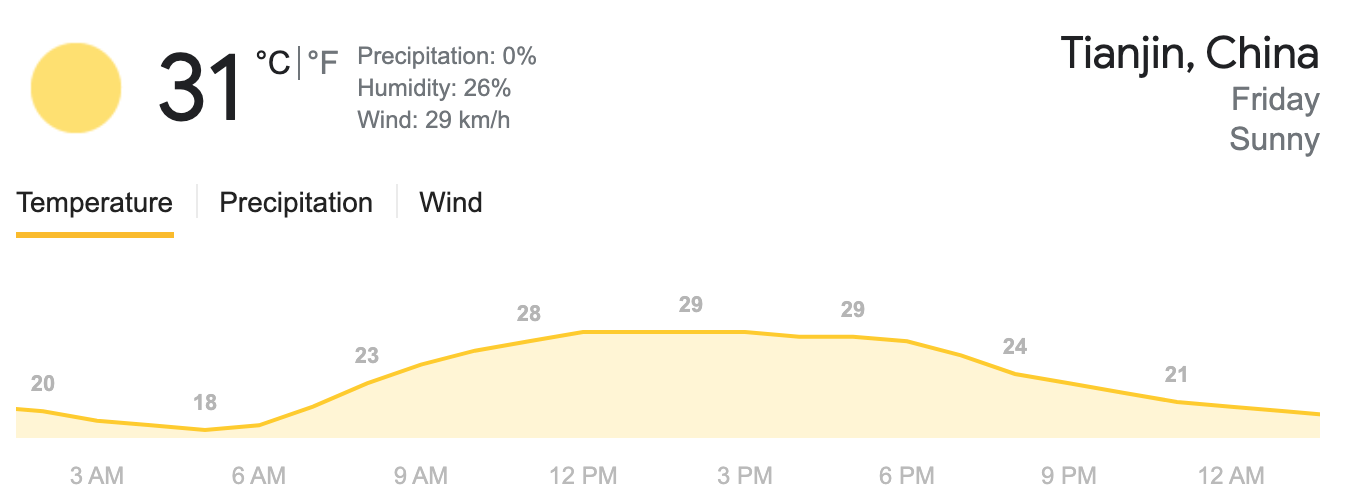 31 °C | °F
Precipitation: 0%
Humidity: 26%
Wind: 29 km/h
Tianjin, China
Friday
Sunny
Temperature | Precipitation | Wind
20 18 23 28 29 29 24 21
3 AM 6 AM 9 AM 12 PM 3 PM 6 PM 9 PM 12 AM